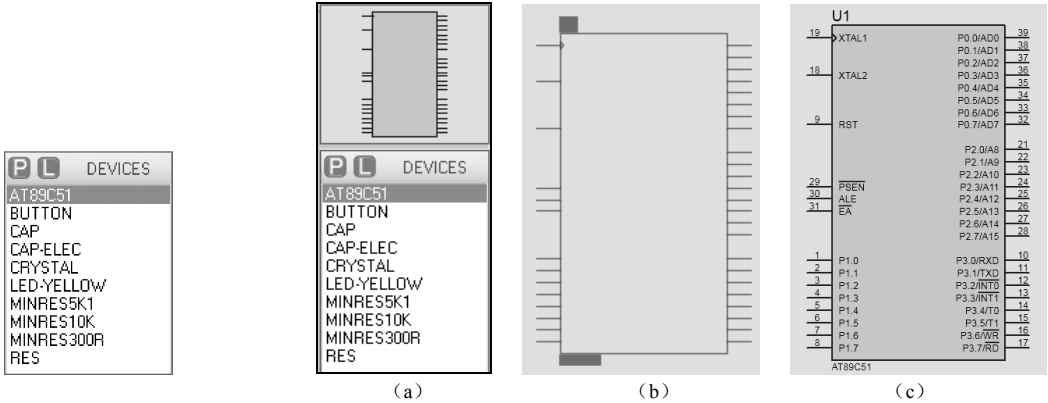 P L DEVICES
AT89C51
BUTTON
CAP
CAP-ELEC
CRYSTAL
LED-YELLOW
MINRES5K1
MINRES10K
MINRES300R
RES
P L DEVICES
AT89C51
BUTTON
CAP
CAP-ELEC
CRYSTAL
LED-YELLOW
MINRES5K1
MINRES10K
MINRES300R
RES
(a)
(b)
U1
19 XTAL1 P0.0/AD0 39
P0.1/AD1 38
P0.2/AD2 37
18 XTAL2 P0.3/AD3 36
P0.4/AD4 35
P0.5/AD5 34
P0.6/AD6 33
9 RST P0.7/AD7 32
P2.0/A8 21
P2.1/A9 22
P2.2/A10 23
29 PSEN P2.3/A11 24
30 ALE P2.4/A12 25
31 EA P2.5/A13 26
P2.6/A14 27
P2.7/A15 28
1 P1.0 P3.0/RXD 10
2 P1.1 P3.1/TXD 11
3 P1.2 P3.2/INT0 12
4 P1.3 P3.3/INT1 13
5 P1.4 P3.4/T0 14
6 P1.5 P3.5/T1 15
7 P1.6 P3.6/WR 16
8 P1.7 P3.7/RD 17
AT89C51
(c)